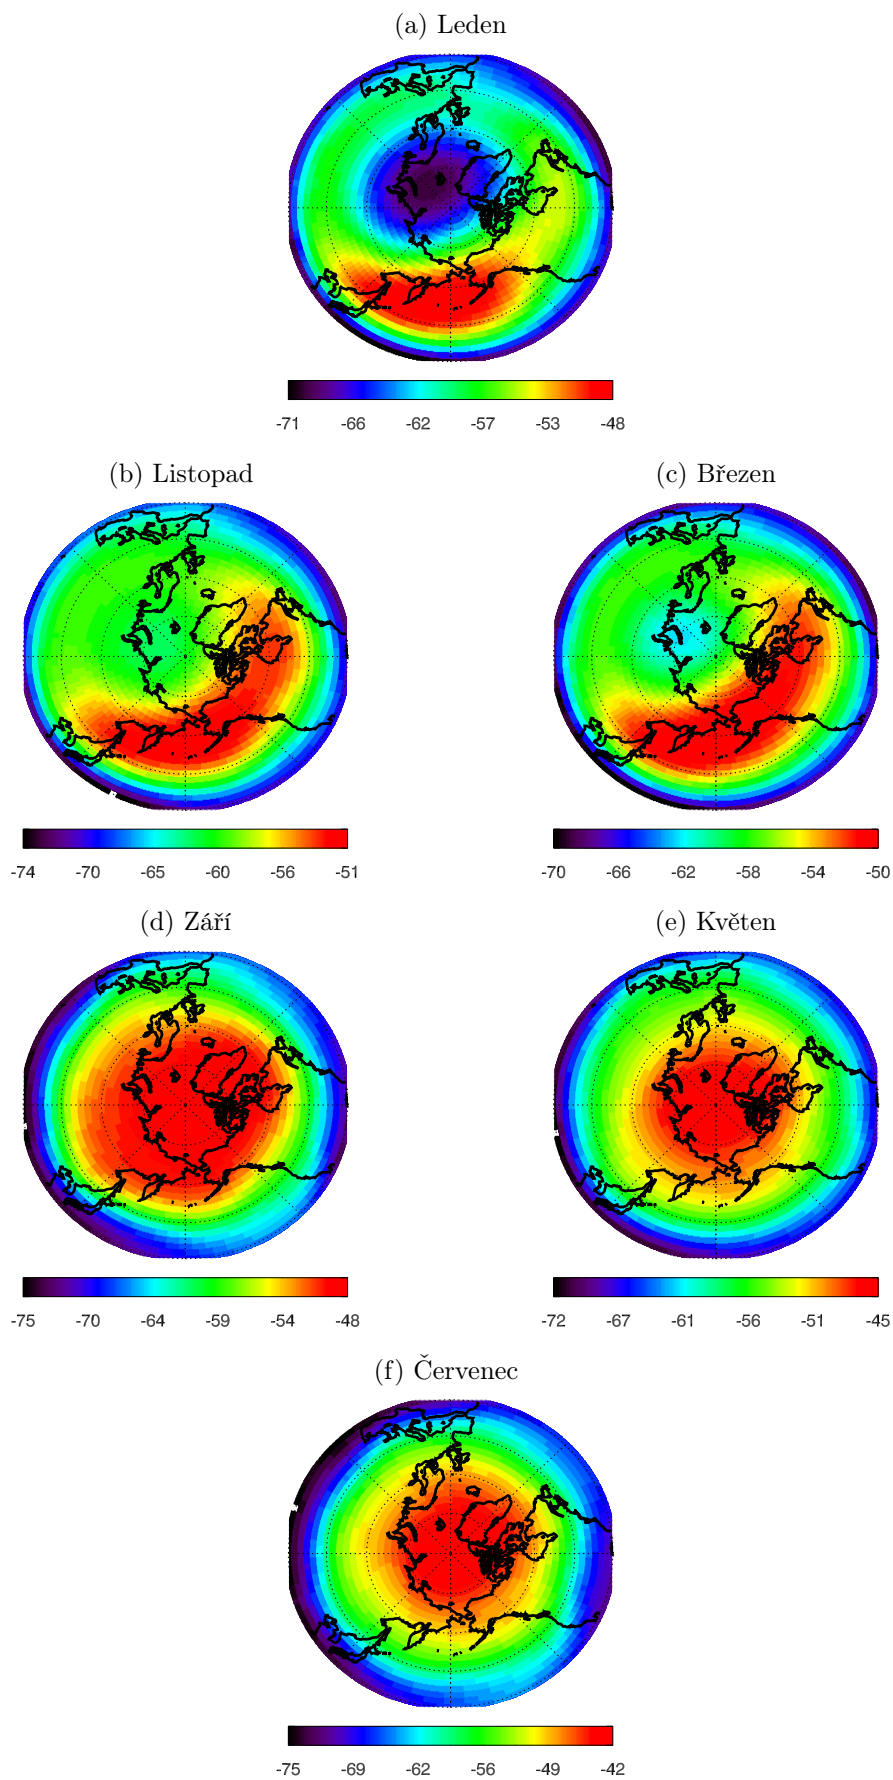 (a) Leden
-71 -66 -62 -57 -53 -48
(b) Listopad
(c) Březen
-74 -70 -65 -60 -56 -51
-70 -66 -62 -58 -54 -50
(d) Září
(e) Květen
-75 -70 -64 -59 -54 -48
-72 -67 -61 -56 -51 -45
(f) Červenec
-75 -69 -62 -56 -49 -42